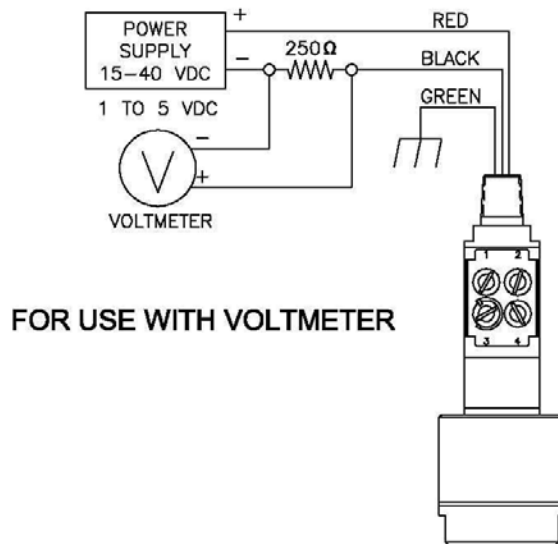 POWER
SUPPLY
15-40 VDC
+
-
RED
250Ω
BLACK
GREEN
1 TO 5 VDC
-
V
+
VOLTMETER
1 2
3 4
FOR USE WITH VOLTMETER